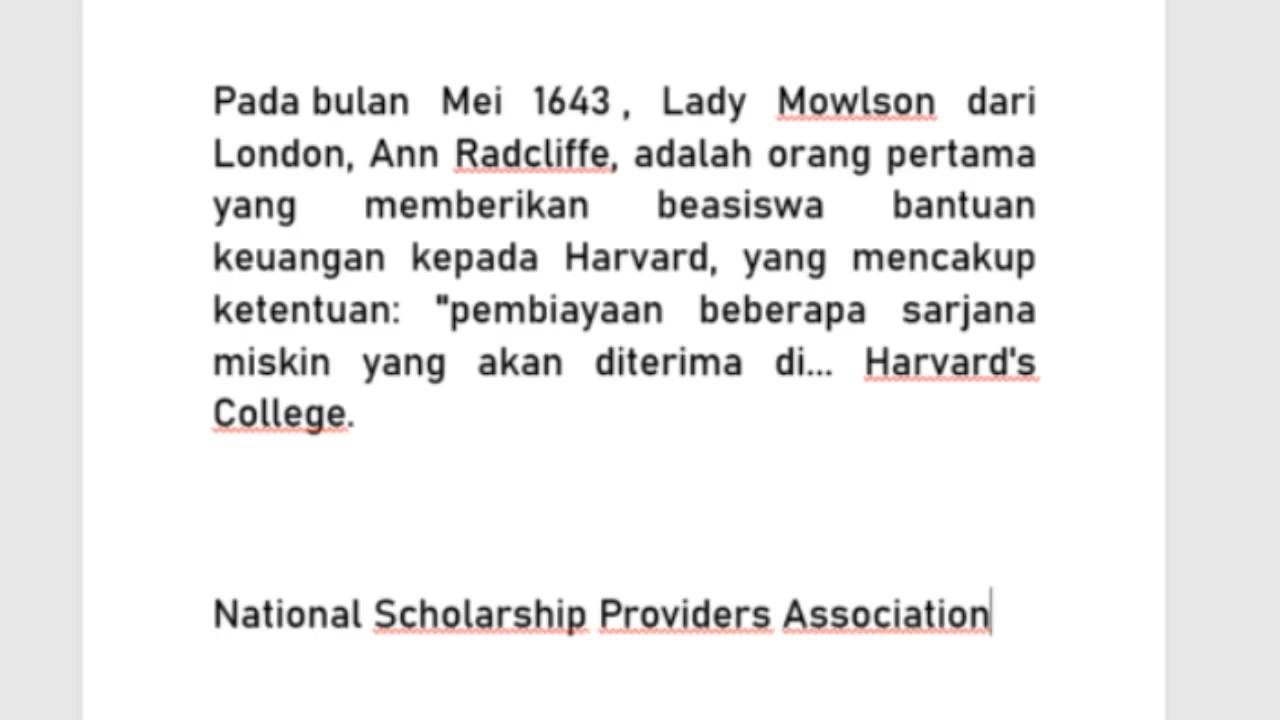 Pada bulan Mei 1643 , Lady Mowlson dari
London, Ann Radcliffe, adalah orang pertama
yang memberikan beasiswa bantuan
keuangan kepada Harvard, yang mencakup
ketentuan: "pembiayaan beberapa sarjana
miskin yang akan diterima di... Harvard's
College.
National Scholarship Providers Association